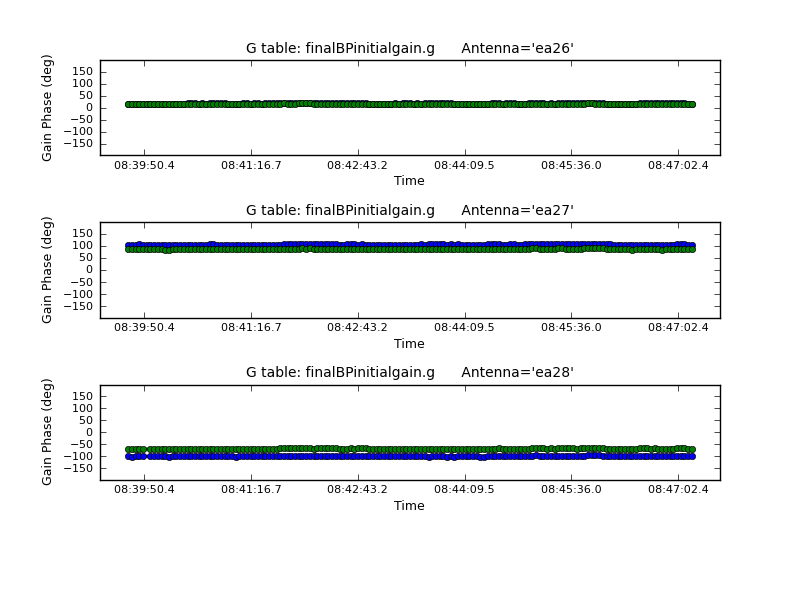 G table: finalBPinitialgain.g Antenna='ea26'
Gain Phase (deg)
150
100
50
0
−50
−100
−150
08:39:50.4 08:41:16.7 08:42:43.2 08:44:09.5 08:45:36.0 08:47:02.4
Time
G table: finalBPinitialgain.g Antenna='ea27'
Gain Phase (deg)
150
100
50
0
−50
−100
−150
08:39:50.4 08:41:16.7 08:42:43.2 08:44:09.5 08:45:36.0 08:47:02.4
Time
G table: finalBPinitialgain.g Antenna='ea28'
Gain Phase (deg)
150
100
50
0
−50
−100
−150
08:39:50.4 08:41:16.7 08:42:43.2 08:44:09.5 08:45:36.0 08:47:02.4
Time